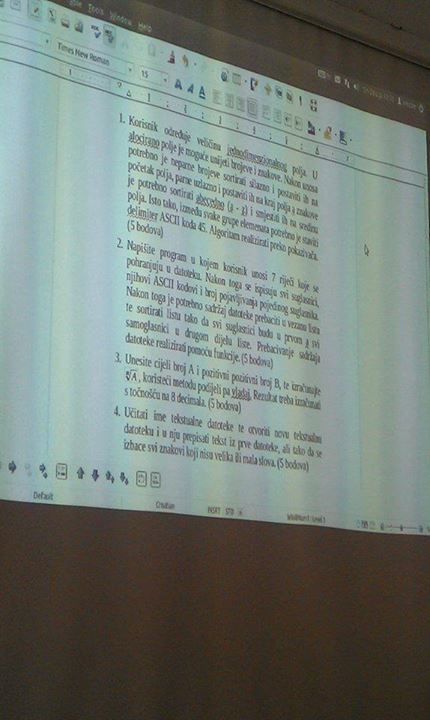 Tools Window Help
Times New Roman
15
1. Korisnik određuje veličinu jednodimenzionalnog polja. U
alocirano polje je moguće unijeti brojeve i znakove. Nakon unosa
potrebno je neparne brojeve sortirati silazno i postaviti ih na
početak polja, parne uzlazno i postaviti ih na kraj polja a znakove
je potrebno sortirati abecedno (a - z) i smjestiti ih na sredinu
polja. Isto tako, između svake grupe elemenata potrebno je staviti
delimiter ASCII koda 45. Algoritam realizirati preko pokazivača.
(5 bodova)
2. Napišite program u kojem korisnik unosi 7 riječi koje se
pohranjuju u datoteku. Nakon toga se ispisuju svi suglasnici,
njihovi ASCII kodovi i broj pojavljivanja pojedinog suglasnika.
Nakon toga je potrebno sadržaj datoteke prebaciti u vezanu listu
te sortirati listu tako da svi suglasnici budu u prvom a svi
samoglasnici u drugom dijelu liste. Prebacivanje sadržaja
datoteke realizirati pomoću funkcije. (5 bodova)
3. Unesite cijeli broj A i pozitivni pozitivni broj B, te izračunajte
, koristeći metodu podijeli pa vladaj. Rezultat treba izračunati
s točnošću na 8 decimala. (5 bodova)
4. Učitati ime tekstualne datoteke te otvoriti novu tekstualnu
datoteku i u nju prepisati tekst iz prve datoteke, ali tako da se
izbace svi znakovi koji nisu velika ili mala slova. (5 bodova)
Default
Croatian
INSRT STD